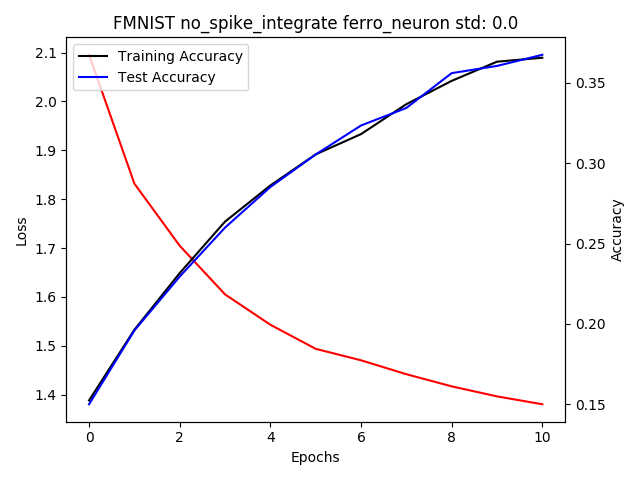 FMNIST no_spike_integrate ferro_neuron std: 0.0
Training Accuracy
Test Accuracy
2.1
2.0
1.9
1.8
1.7
1.6
1.5
1.4
Loss
0.35
0.30
0.25
0.20
0.15
Accuracy
0 2 4 6 8 10
Epochs